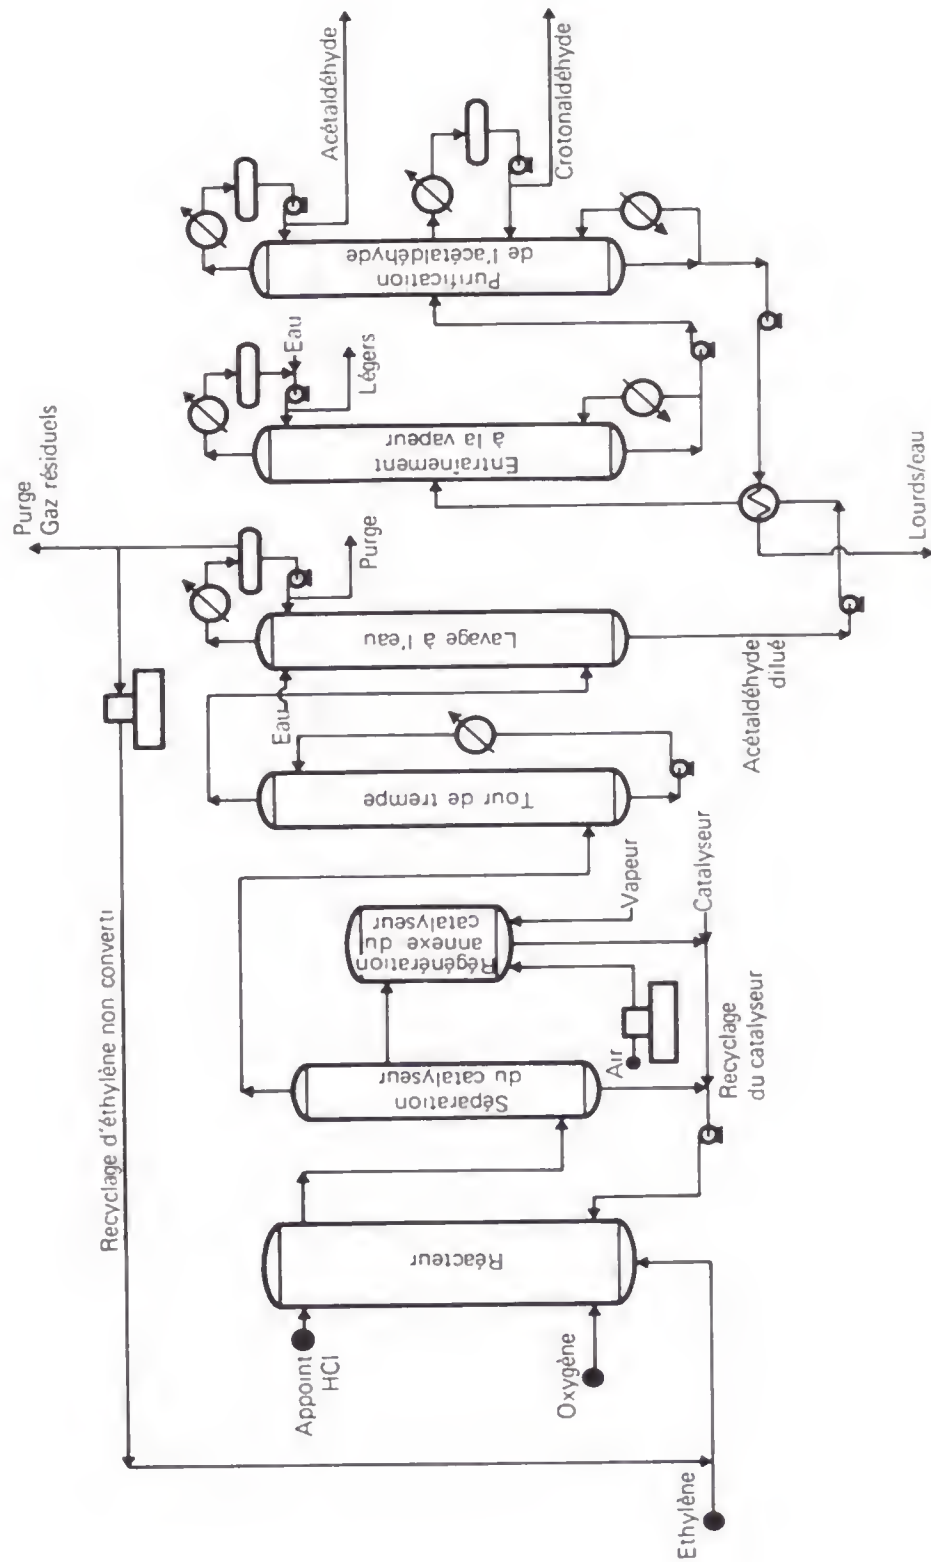 Ethylène
Recyclage d'éthylène non converti
Appoint
HCl
Oxygène
Réacteur
Séparation
du catalyseur
Air
Régénération
annexe du
catalyseur
Vapeur
Catalyseur
Recyclage
du catalyseur
Tour de trempe
Eau
Lavage à l'eau
Purge
Gaz résiduels
Purge
Acétaldéhyde
dilué
Entraînement
à la vapeur
Eau
Légers
Purification
de l'acétaldéhyde
Acétaldéhyde
Crotonaldéhyde
Lourds/eau